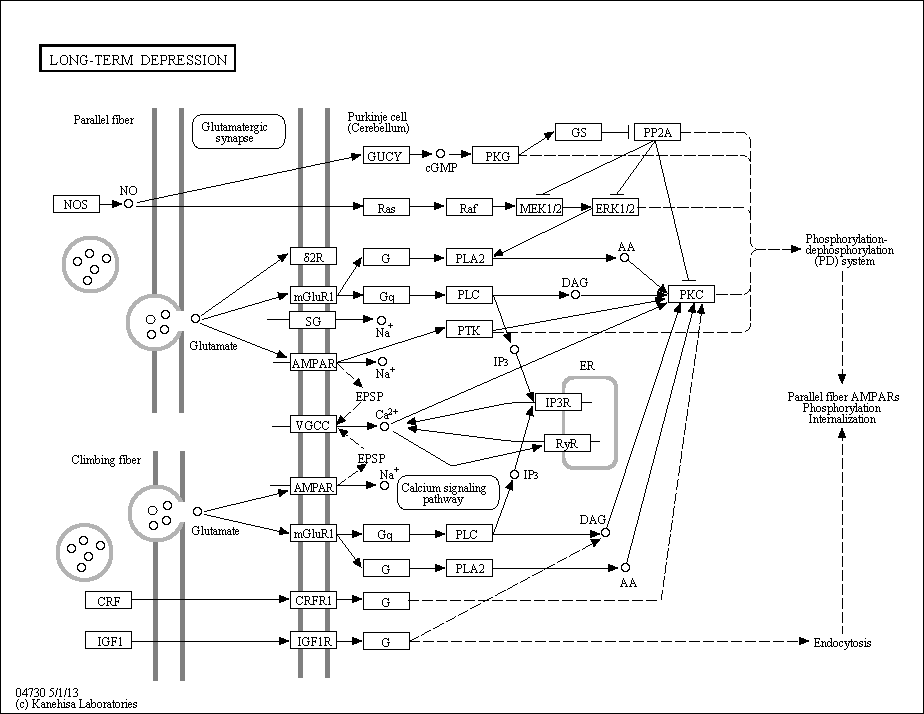 LONG-TERM DEPRESSION
Parallel fiber
Glutamatergic
synapse
Purkinje cell
(Cerebellum)
GS
PP2A
GUCY
cGMP
PKG
NO
NOS
Ras
Raf
MEK1/2
ERK1/2
δ2R
G
PLA2
AA
Phosphorylation-
dephosphorylation
(PD) system
mGluR1
Gq
PLC
DAG
PKC
SG
Na+
PTK
Glutamate
IP3
AMPAR
Na+
ER
EPSP
IP3R
Parallel fiber AMPARs
Phosphorylation
Internalization
Ca2+
VGCC
RyR
Climbing fiber
EPSP
Na+
IP3
AMPAR
Calcium signaling
pathway
Glutamate
mGluR1
Gq
PLC
DAG
G
PLA2
AA
CRF
CRFR1
G
IGF1
IGF1R
G
Endocytosis
04730 5/1/13
(c) Kanehisa Laboratories